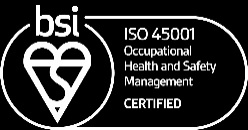 bsi.
ISO 45001
Occupational
Health and Safety
Management
CERTIFIED